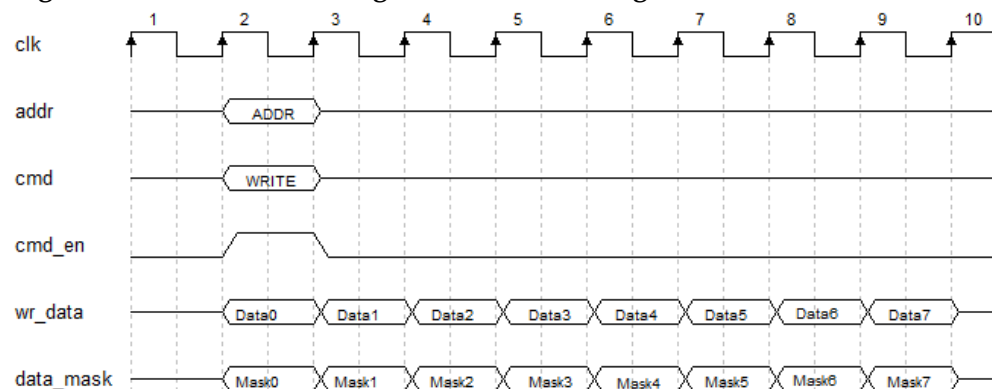 1 2 3 4 5 6 7 8 9 10
clk
addr ADDR
cmd WRITE
cmd_en
wr_data Data0 Data1 Data2 Data3 Data4 Data5 Data6 Data7
data_mask Mask0 Mask1 Mask2 Mask3 Mask4 Mask5 Mask6 Mask7